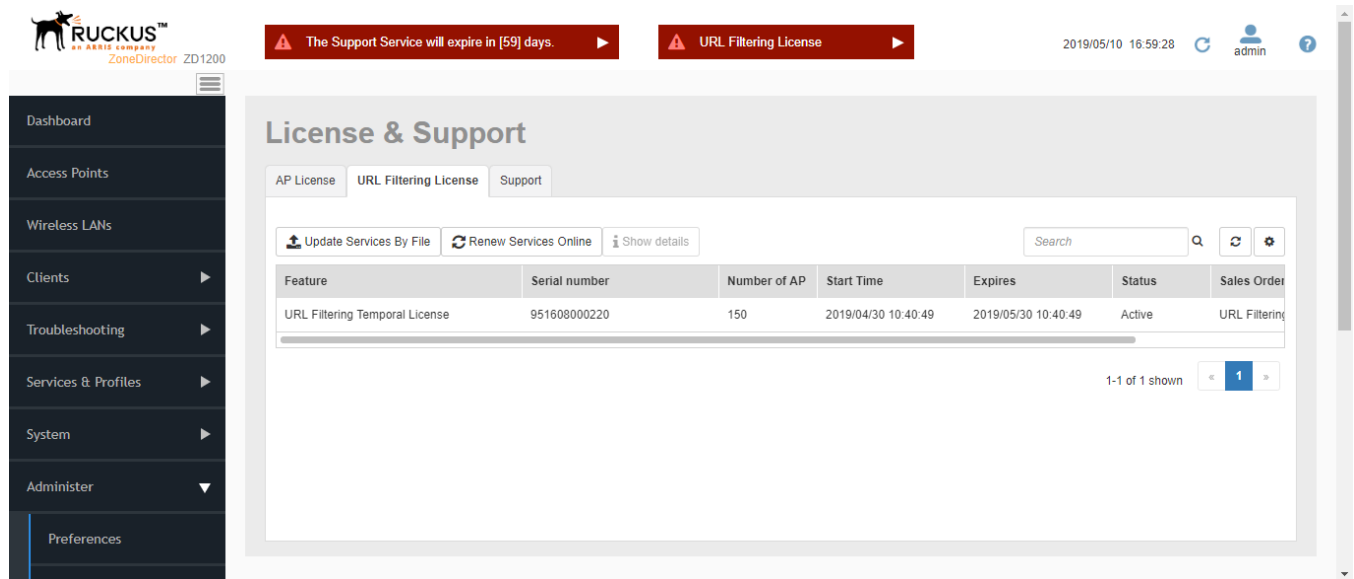 RUCKUS™
an ARRIS company
ZoneDirector ZD1200
The Support Service will expire in [59] days.
URL Filtering License
2019/05/10 16:59:28
admin
?
Dashboard
Access Points
Wireless LANs
Clients
Troubleshooting
Services & Profiles
System
Administer
Preferences
License & Support
AP License URL Filtering License Support
Update Services By File Renew Services Online i Show details Search
Feature Serial number Number of AP Start Time Expires Status Sales Order
URL Filtering Temporal License 951608000220 150 2019/04/30 10:40:49 2019/05/30 10:40:49 Active URL Filtering
1-1 of 1 shown « 1 »